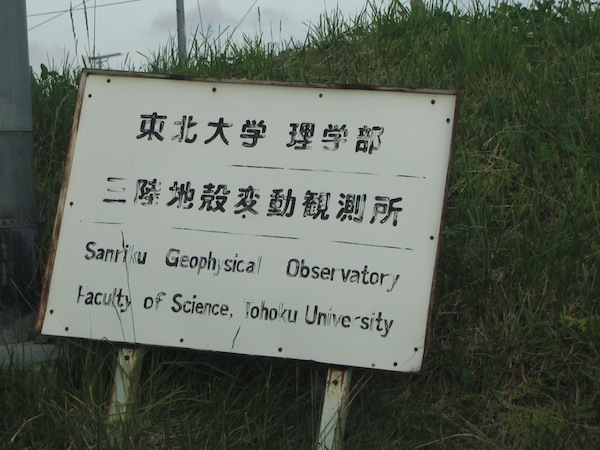 東北大学 理学部
三陸地殻変動観測所
Sanriku Geophysical Observatory
Faculty of Science, Tohoku University